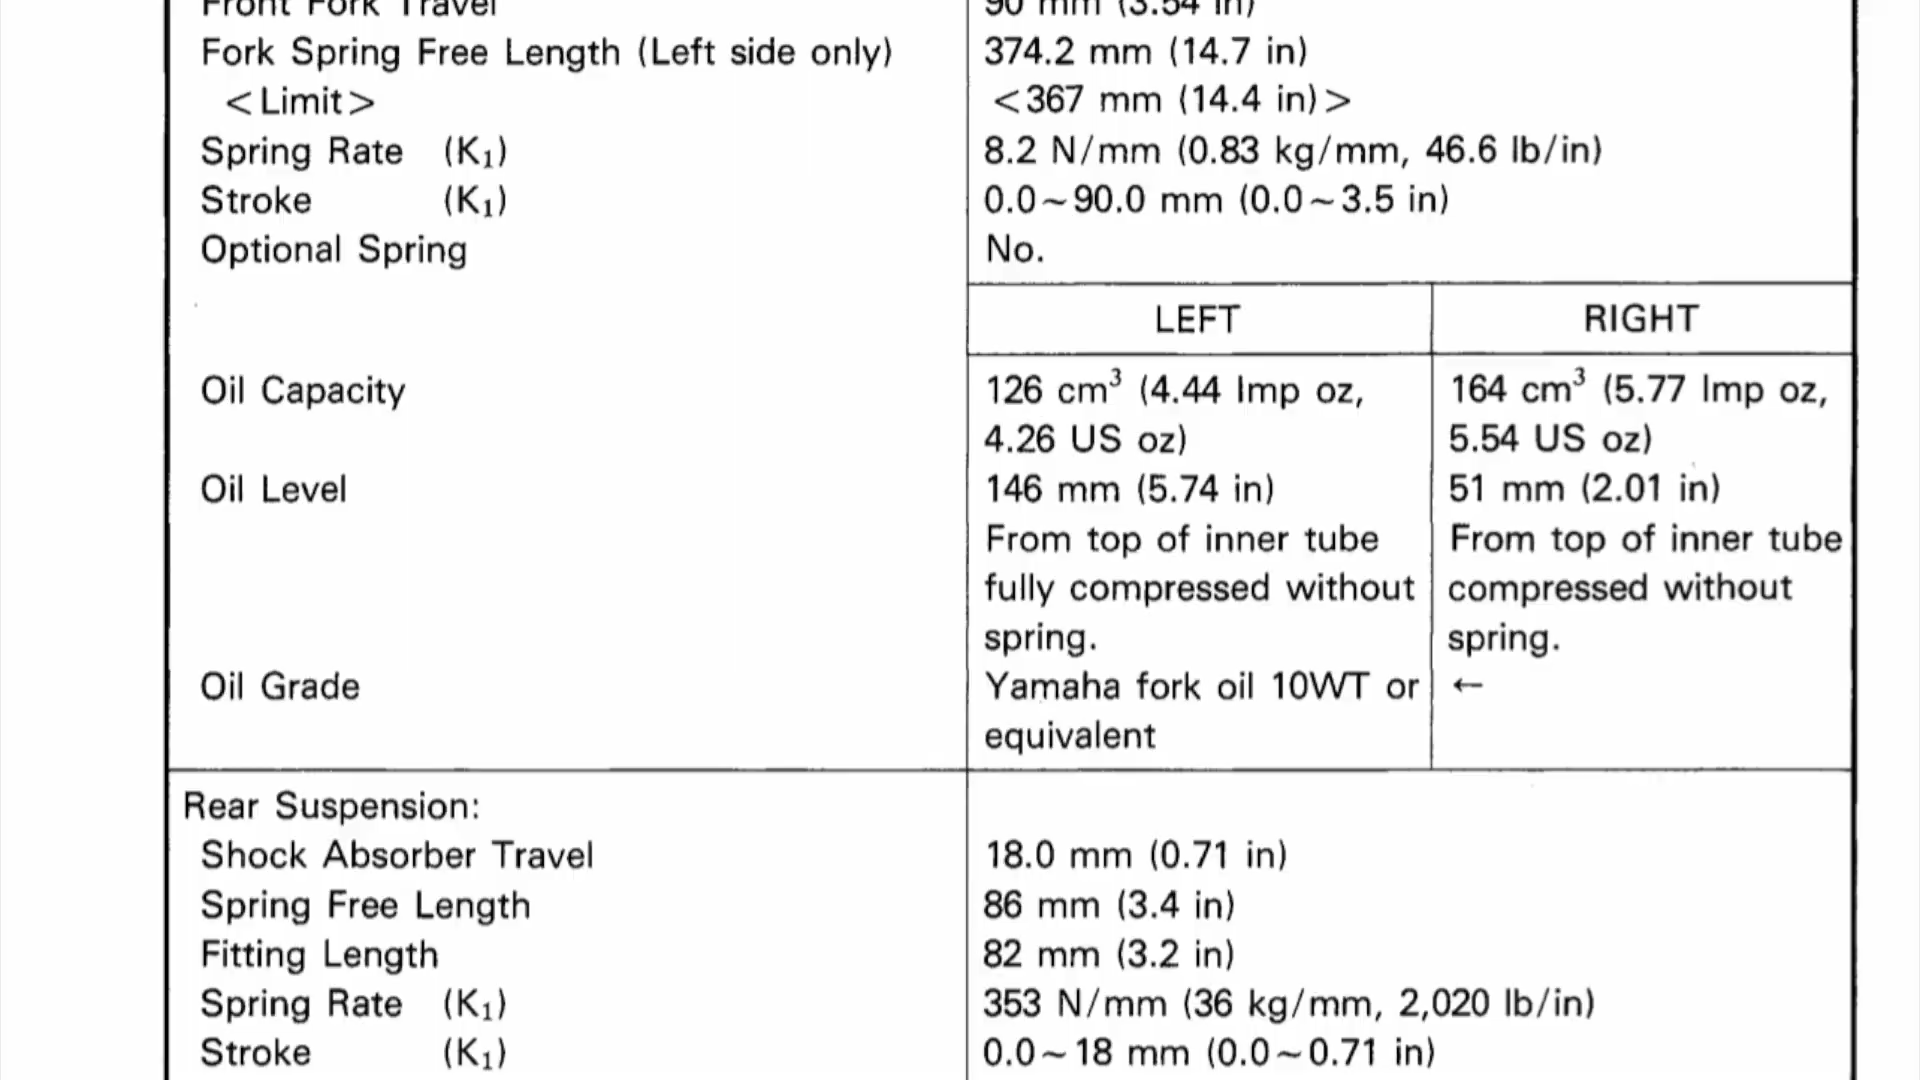 Front Fork Travel 90 mm (3.54 in)
Fork Spring Free Length (Left side only) 374.2 mm (14.7 in)
<Limit> <367 mm (14.4 in)>
Spring Rate (K₁) 8.2 N/mm (0.83 kg/mm, 46.6 lb/in)
Stroke (K₁) 0.0~90.0 mm (0.0~3.5 in)
Optional Spring No.
LEFT RIGHT
Oil Capacity 126 cm³ (4.44 Imp oz, 164 cm³ (5.77 Imp oz,
4.26 US oz) 5.54 US oz)
Oil Level 146 mm (5.74 in) 51 mm (2.01 in)
From top of inner tube From top of inner tube
fully compressed without compressed without
spring. spring.
Oil Grade Yamaha fork oil 10WT or ←
equivalent
Rear Suspension:
Shock Absorber Travel 18.0 mm (0.71 in)
Spring Free Length 86 mm (3.4 in)
Fitting Length 82 mm (3.2 in)
Spring Rate (K₁) 353 N/mm (36 kg/mm, 2,020 lb/in)
Stroke (K₁) 0.0~18 mm (0.0~0.71 in)